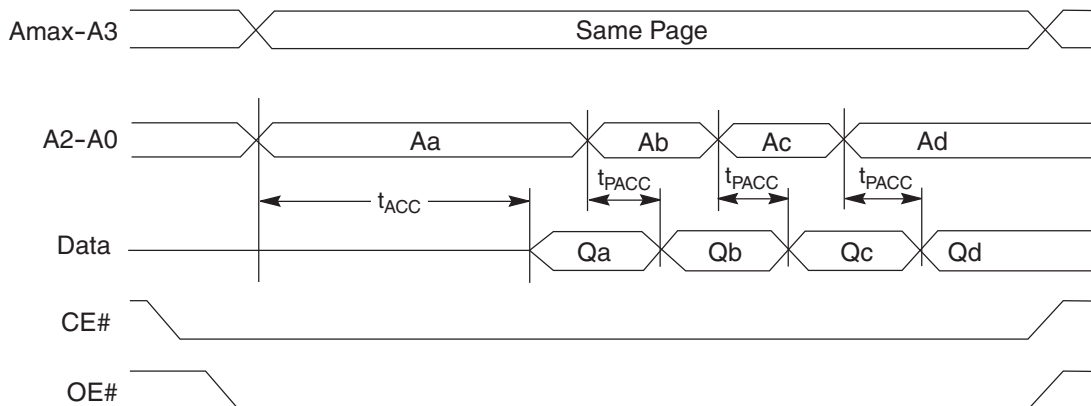 Amax-A3
Same Page
A2-A0
Aa
Ab
Ac
Ad
tACC
tPACC
tPACC
tPACC
Data
Qa
Qb
Qc
Qd
CE#
OE#